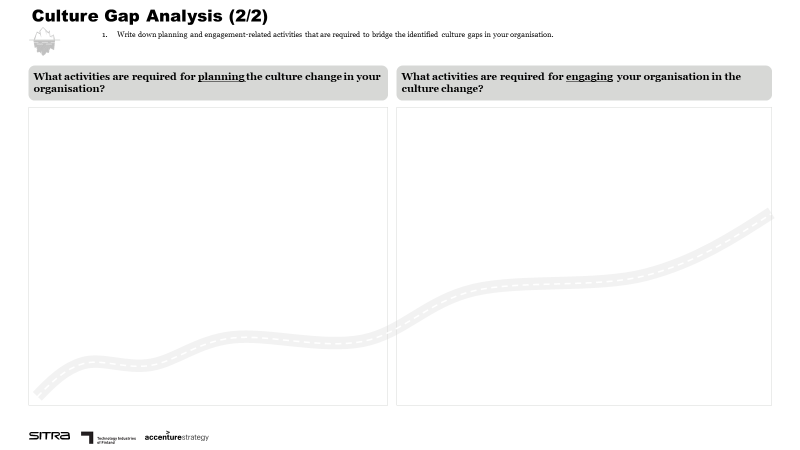 Culture Gap Analysis (2/2)
1. Write down planning and engagement-related activities that are required to bridge the identified culture gaps in your organisation.
What activities are required for planning the culture change in your
organisation?
What activities are required for engaging your organisation in the
culture change?
SITRA
Technology Industries
of Finland
accenturestrategy